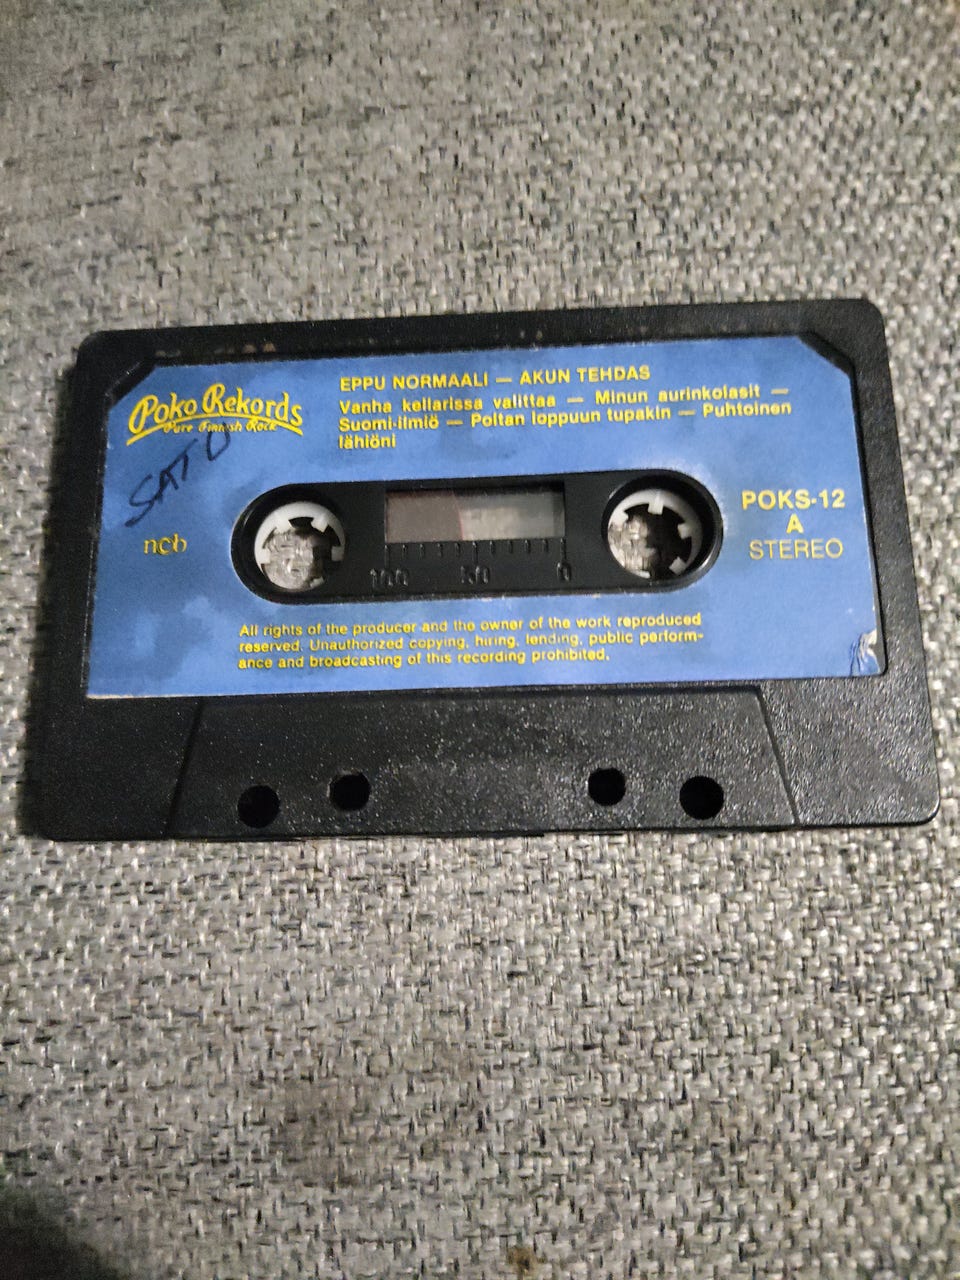 EPPU NORMAALI — AKUN TEHDAS
Vanha kellarissa valittaa — Minun aurinkolasit —
Suomi-ilmiö — Poltan loppuun tupakin — Puhtoinen
lähiöni
Poko Rekords
Pure Finnish Rock
SATU
ncb
POKS-12
A
STEREO
100 50 0
All rights of the producer and the owner of the work reproduced
reserved. Unauthorized copying, hiring, lending, public perform-
ance and broadcasting of this recording prohibited.